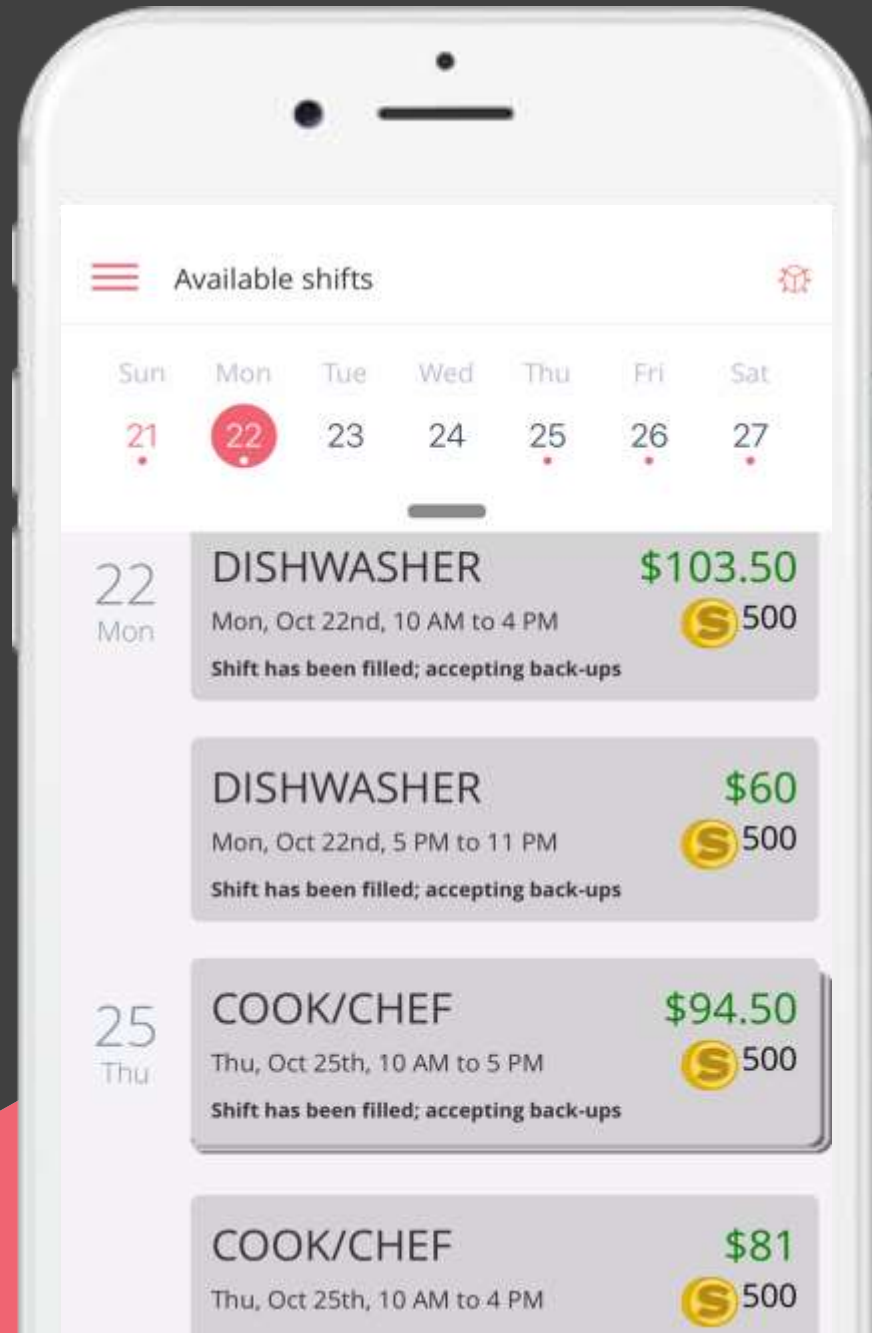 Available shifts
Sun Mon Tue Wed Thu Fri Sat
21 22 23 24 25 26 27
22
Mon
DISHWASHER $103.50
Mon, Oct 22nd, 10 AM to 4 PM S 500
Shift has been filled; accepting back-ups
DISHWASHER $60
Mon, Oct 22nd, 5 PM to 11 PM S 500
Shift has been filled; accepting back-ups
25
Thu
COOK/CHEF $94.50
Thu, Oct 25th, 10 AM to 5 PM S 500
Shift has been filled; accepting back-ups
COOK/CHEF $81
Thu, Oct 25th, 10 AM to 4 PM S 500